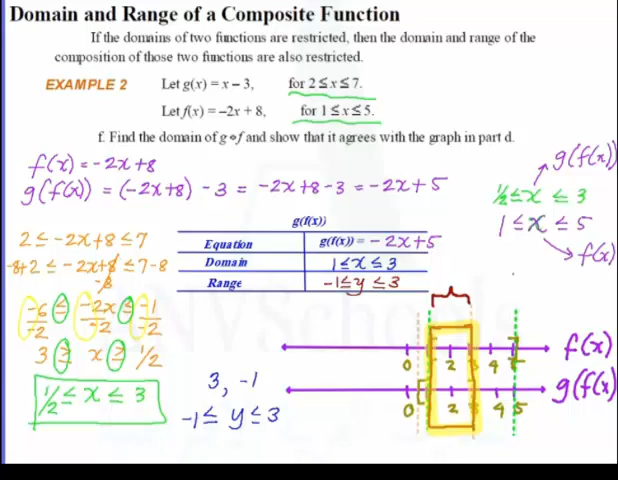 Domain and Range of a Composite Function
If the domains of two functions are restricted, then the domain and range of the
composition of those two functions are also restricted.
EXAMPLE 2 Let g(x) = x – 3, for 2 ≤ x ≤ 7.
Let f(x) = –2x + 8, for 1 ≤ x ≤ 5.
f. Find the domain of g∘f and show that it agrees with the graph in part d.
f(x) = -2x+8
g(f(x)) = (-2x+8) - 3 = -2x+8-3 = -2x+5
g(f(x))
1/2 ≤ x ≤ 3
1 ≤ x ≤ 5
f(x)
2 ≤ -2x+8 ≤ 7
-8+2 ≤ -2x+8 ≤ 7-8
-8
-6 ≤ -2x ≤ -1
-2 -2 -2
3 ≥ x ≥ 1/2
1/2 ≤ x ≤ 3
g(f(x))
Equation g(f(x)) = -2x+5
Domain 1 ≤ x ≤ 3
Range -1 ≤ y ≤ 3
3, -1
-1 ≤ y ≤ 3
f(x)
0 2 4
g(f(x)
0 2 4 5